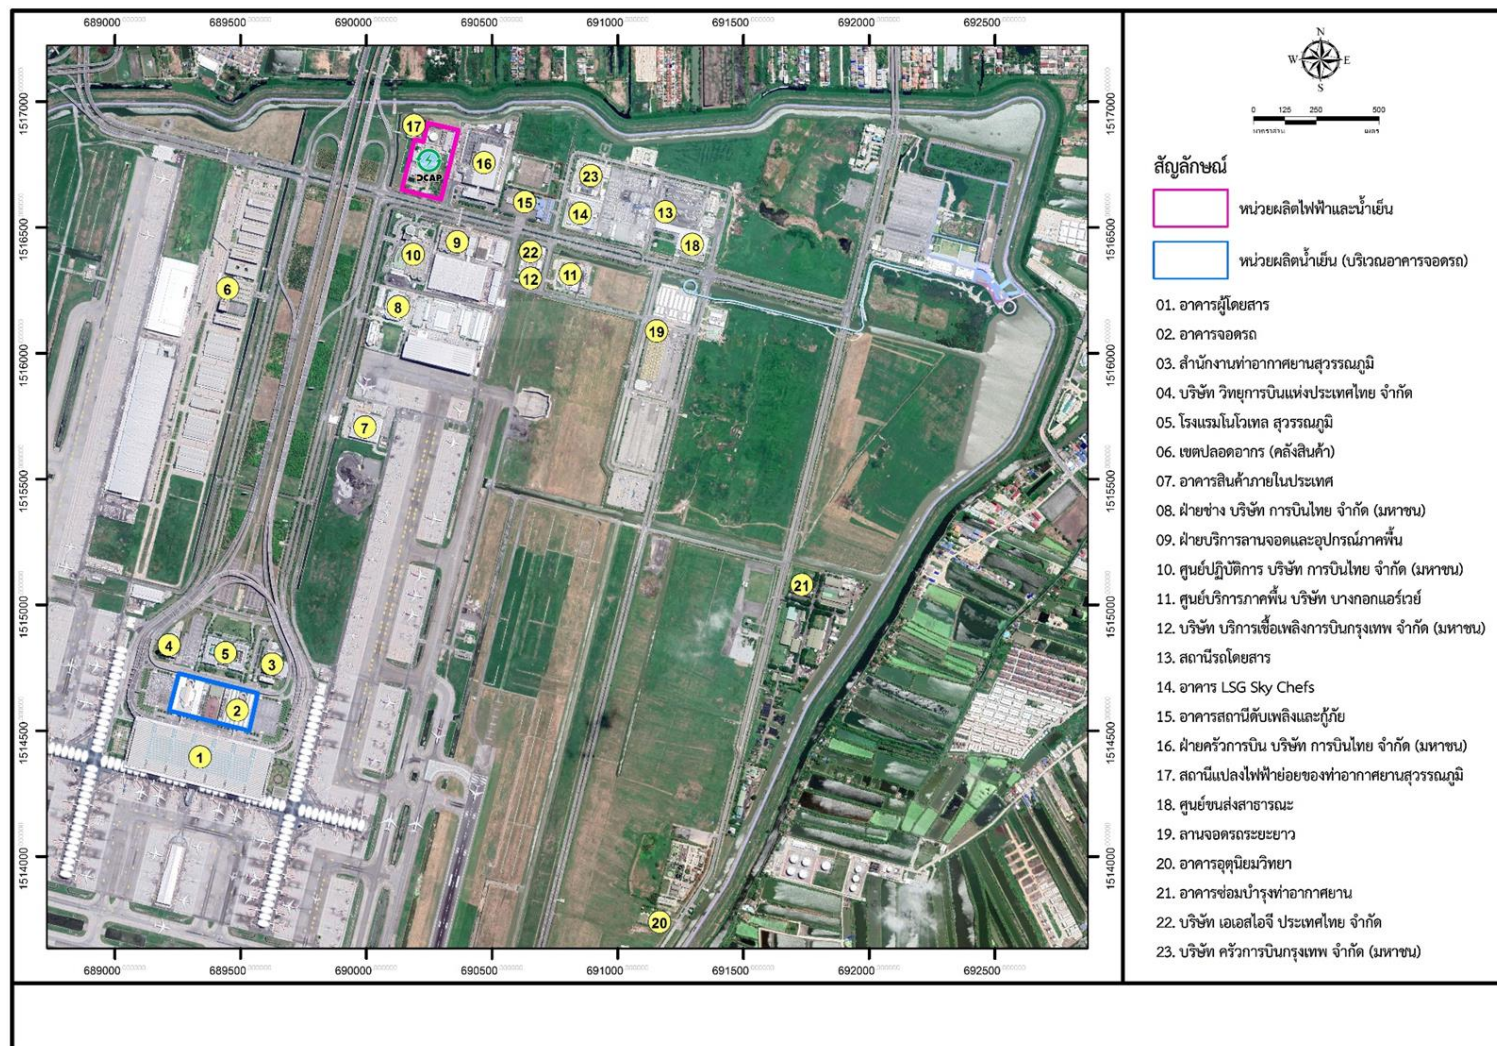 689000 689500 690000 690500 691000 691500 692000 692500
1517000
1516500
1516000
1515500
1515000
1514500
1514000
17
16
23
DCAP
15
14
13
18
9
10
22
12
11
6
8
19
7
21
4
5
3
2
1
20
1517000
1516500
1516000
1515500
1515000
1514500
1514000
689000 689500 690000 690500 691000 691500 692000 692500
N
W E
S
0 125 250 500
เมตร
สัญลักษณ์
หน่วยผลิตไฟฟ้าและน้ำเย็น
หน่วยผลิตน้ำเย็น (บริเวณอาคารจอดรถ)
01. อาคารผู้โดยสาร
02. อาคารจอดรถ
03. สำนักงานท่าอากาศยานสุวรรณภูมิ
04. บริษัท วิทยุการบินแห่งประเทศไทย จำกัด
05. โรงแรมโนโวเทล สุวรรณภูมิ
06. เขตปลอดอากร (คลังสินค้า)
07. อาคารสินค้าภายในประเทศ
08. ฝ่ายช่าง บริษัท การบินไทย จำกัด (มหาชน)
09. ฝ่ายบริการลานจอดและอุปกรณ์ภาคพื้น
10. ศูนย์ปฏิบัติการ บริษัท การบินไทย จำกัด (มหาชน)
11. ศูนย์บริการภาคพื้น บริษัท บางกอกแอร์เวย์
12. บริษัท บริการเชื้อเพลิงการบินกรุงเทพ จำกัด (มหาชน)
13. สถานีรถโดยสาร
14. อาคาร LSG Sky Chefs
15. อาคารสถานีดับเพลิงและกู้ภัย
16. ฝ่ายครัวการบิน บริษัท การบินไทย จำกัด (มหาชน)
17. สถานีแปลงไฟฟ้าย่อยของท่าอากาศยานสุวรรณภูมิ
18. ศูนย์ขนส่งสาธารณะ
19. ลานจอดรถระยะยาว
20. อาคารอุตุนิยมวิทยา
21. อาคารซ่อมบำรุงท่าอากาศยาน
22. บริษัท เอเอสไอจี ประเทศไทย จำกัด
23. บริษัท ครัวการบินกรุงเทพ จำกัด (มหาชน)